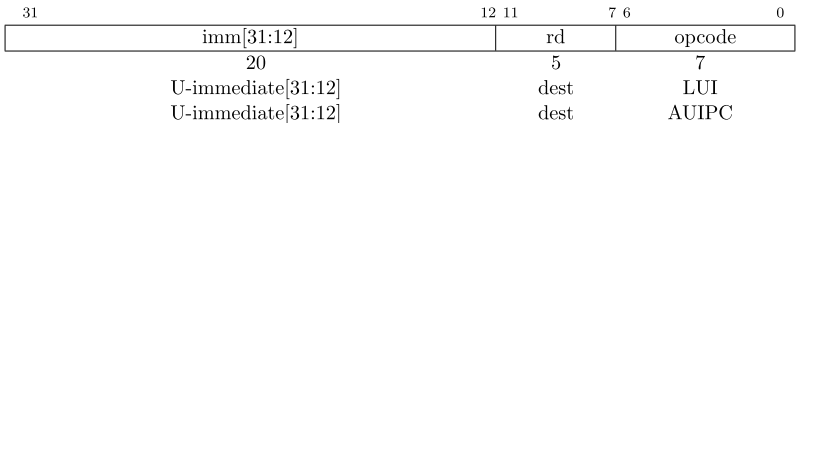 31 12 11 7 6 0
imm[31:12] rd opcode
20 5 7
U-immediate[31:12] dest LUI
U-immediate[31:12] dest AUIPC